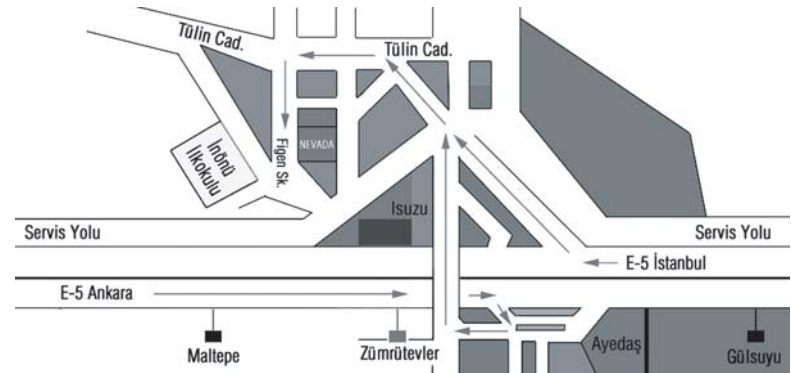 Tülin Cad.
Tülin Cad.
NEVADA
Figen Sk.
İnönü
İlkokulu
Isuzu
Servis Yolu
Servis Yolu
E-5 İstanbul
E-5 Ankara
Maltepe
Zümrütevler
Ayedaş
Gülsuyu